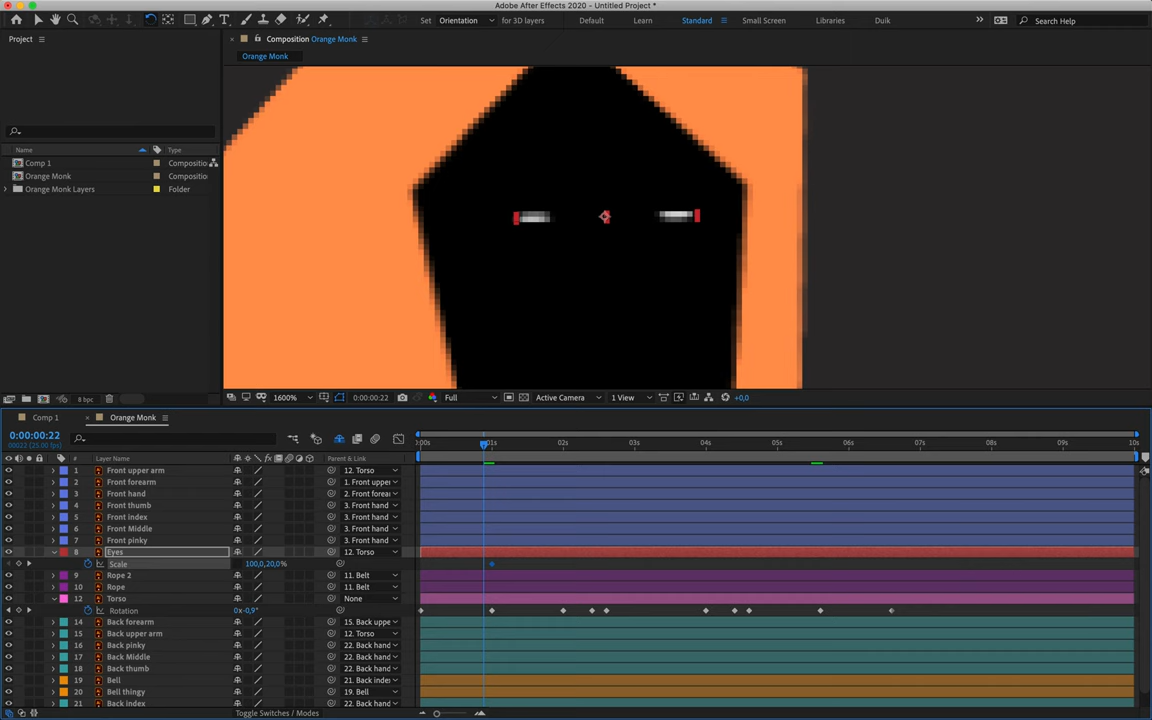 Adobe After Effects 2020 - Untitled Project *
Set Orientation for 3D layers Default Learn Standard Small Screen Libraries Duik Search Help
Project
Composition Orange Monk
Orange Monk
Name Type
Comp 1 Compositio
Orange Monk Compositio
Orange Monk Layers Folder
8 bpc 1600% 0:00:00:22 Full Active Camera 1 View +0,0
Comp 1 Orange Monk
0:00:00:22
00022 (25.00 fps)
:00s 01s 02s 03s 04s 05s 06s 07s 08s 09s 10s
# Layer Name Parent & Link
1 Front upper arm 12. Torso
2 Front forearm 1. Front upper
3 Front hand 2. Front forear
4 Front thumb 3. Front hand
5 Front index 3. Front hand
6 Front Middle 3. Front hand
7 Front pinky 3. Front hand
8 Eyes 12. Torso
Scale 100,0,20,0%
9 Rope 2 11. Belt
10 Rope 11. Belt
12 Torso None
Rotation 0x-0,9°
14 Back forearm 15. Back uppe
15 Back upper arm 12. Torso
16 Back pinky 22. Back hand
17 Back Middle 22. Back hand
18 Back thumb 22. Back hand
19 Bell 21. Back inde
20 Bell thingy 19. Bell
21 Back index 22. Back hand
Toggle Switches / Modes